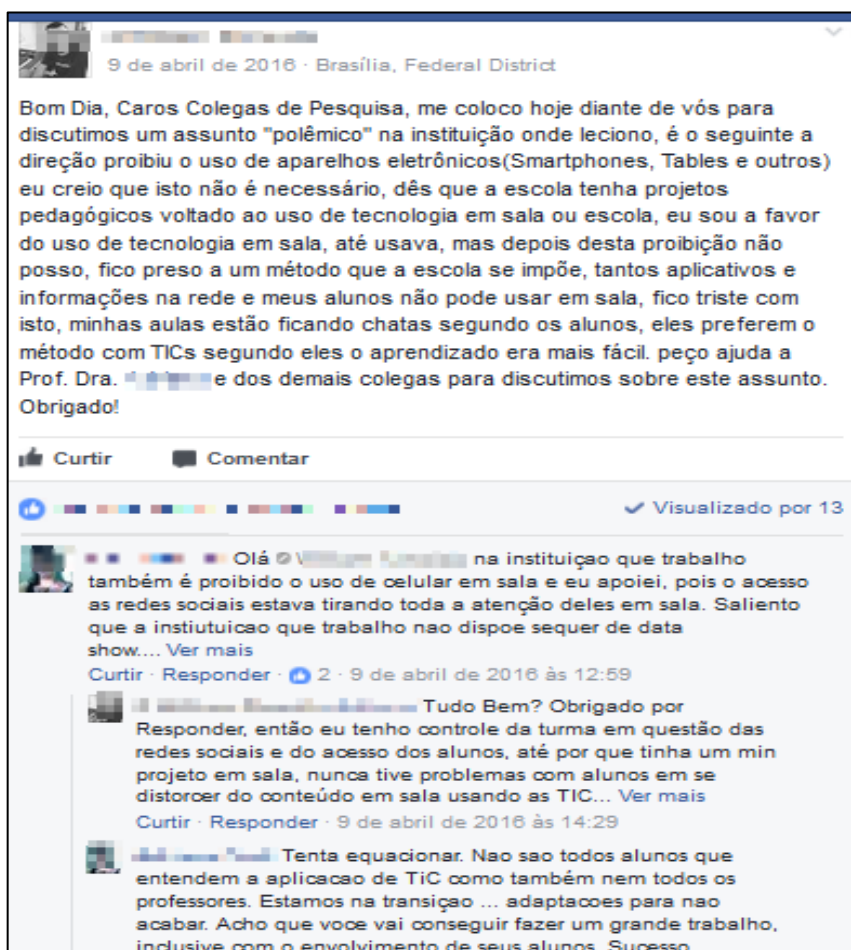 9 de abril de 2016 · Brasília, Federal District
Bom Dia, Caros Colegas de Pesquisa, me coloco hoje diante de vós para
discutimos um assunto "polêmico" na instituição onde leciono, é o seguinte a
direção proibiu o uso de aparelhos eletrônicos(Smartphones, Tables e outros)
eu creio que isto não é necessário, dês que a escola tenha projetos
pedagógicos voltado ao uso de tecnologia em sala ou escola, eu sou a favor
do uso de tecnologia em sala, até usava, mas depois desta proibição não
posso, fico preso a um método que a escola se impõe, tantos aplicativos e
informações na rede e meus alunos não pode usar em sala, fico triste com
isto, minhas aulas estão ficando chatas segundo os alunos, eles preferem o
método com TICs segundo eles o aprendizado era mais fácil. peço ajuda a
Prof. Dra. e dos demais colegas para discutimos sobre este assunto.
Obrigado!
Curtir Comentar
Visualizado por 13
Olá na instituiçao que trabalho
também é proibido o uso de celular em sala e eu apoiei, pois o acesso
as redes sociais estava tirando toda a atenção deles em sala. Saliento
que a instiutuicao que trabalho nao dispoe sequer de data
show.... Ver mais
Curtir · Responder · 2 · 9 de abril de 2016 às 12:59
Tudo Bem? Obrigado por
Responder, então eu tenho controle da turma em questão das
redes sociais e do acesso dos alunos, até por que tinha um min
projeto em sala, nunca tive problemas com alunos em se
distorcer do conteúdo em sala usando as TIC... Ver mais
Curtir · Responder · 9 de abril de 2016 às 14:29
Tenta equacionar. Nao sao todos alunos que
entendem a aplicacao de TiC como também nem todos os
professores. Estamos na transiçao ... adaptacoes para nao
acabar. Acho que voce vai conseguir fazer um grande trabalho,
inclusive com o envolvimento de seus alunos. Sucesso